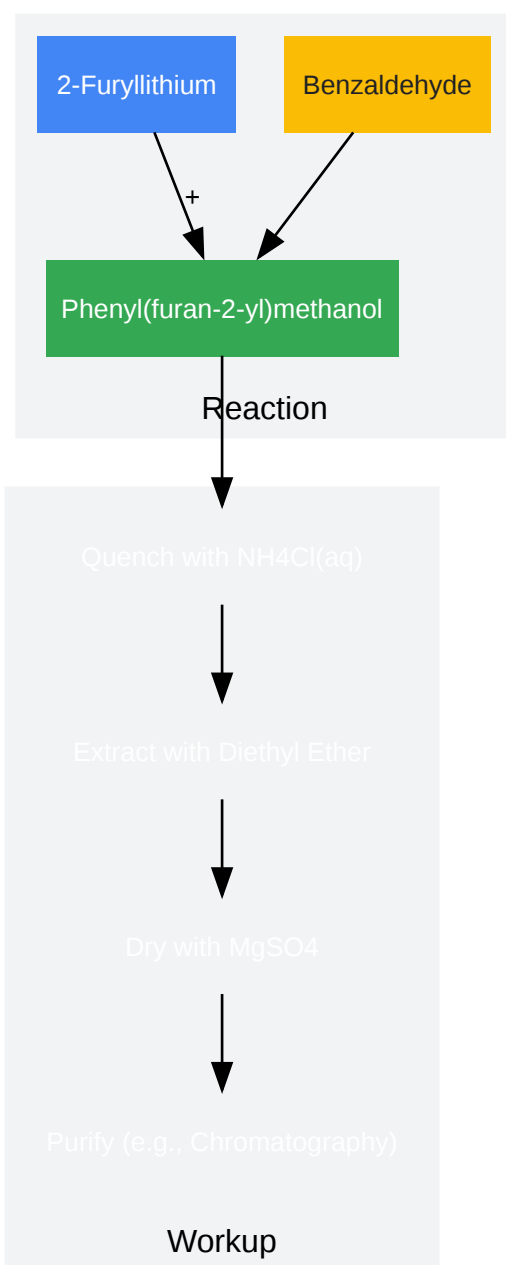 2-Furyllithium
Benzaldehyde
+
Phenyl(furan-2-yl)methanol
Reaction
Quench with NH4Cl(aq)
Extract with Diethyl Ether
Dry with MgSO4
Purify (e.g., Chromatography)
Workup